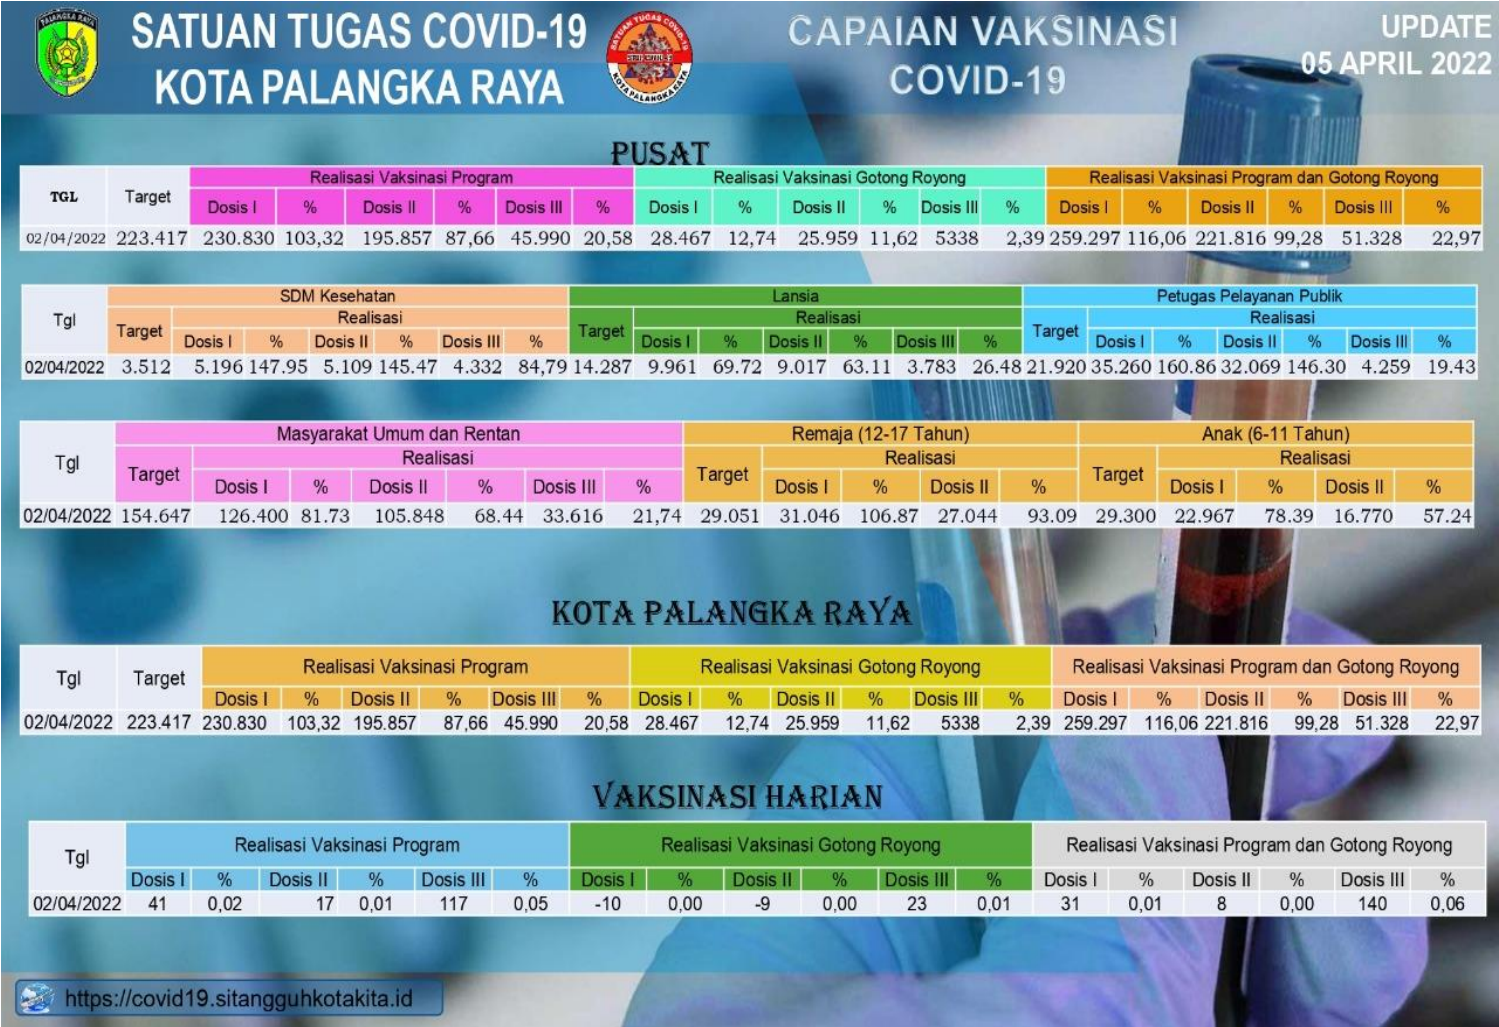 SATUAN TUGAS COVID-19
KOTA PALANGKA RAYA
CAPAIAN VAKSINASI
COVID-19
UPDATE
05 APRIL 2022
PALANGKA RAYA
SATUAN TUGAS COVID-19
KOTA PALANGKA RAYA
PUSAT
TGL Target Realisasi Vaksinasi Program Realisasi Vaksinasi Gotong Royong Realisasi Vaksinasi Program dan Gotong Royong
Dosis I % Dosis II % Dosis III % Dosis I % Dosis II % Dosis III % Dosis I % Dosis II % Dosis III %
02/04/2022 223.417 230.830 103,32 195.857 87,66 45.990 20,58 28.467 12,74 25.959 11,62 5338 2,39 259.297 116,06 221.816 99,28 51.328 22,97
Tgl SDM Kesehatan Lansia Petugas Pelayanan Publik
Target Realisasi Target Realisasi Target Realisasi
Dosis I % Dosis II % Dosis III % Dosis I % Dosis II % Dosis III % Dosis I % Dosis II % Dosis III %
02/04/2022 3.512 5.196 147.95 5.109 145.47 4.332 84,79 14.287 9.961 69.72 9.017 63.11 3.783 26.48 21.920 35.260 160.86 32.069 146.30 4.259 19.43
Tgl Masyarakat Umum dan Rentan Remaja (12-17 Tahun) Anak (6-11 Tahun)
Target Realisasi Target Realisasi Target Realisasi
Dosis I % Dosis II % Dosis III % Dosis I % Dosis II % Dosis I % Dosis II %
02/04/2022 154.647 126.400 81.73 105.848 68.44 33.616 21,74 29.051 31.046 106.87 27.044 93.09 29.300 22.967 78.39 16.770 57.24
KOTA PALANGKA RAYA
Tgl Target Realisasi Vaksinasi Program Realisasi Vaksinasi Gotong Royong Realisasi Vaksinasi Program dan Gotong Royong
Dosis I % Dosis II % Dosis III % Dosis I % Dosis II % Dosis III % Dosis I % Dosis II % Dosis III %
02/04/2022 223.417 230.830 103,32 195.857 87,66 45.990 20,58 28.467 12,74 25.959 11,62 5338 2,39 259.297 116,06 221.816 99,28 51.328 22,97
VAKSINASI HARIAN
Tgl Realisasi Vaksinasi Program Realisasi Vaksinasi Gotong Royong Realisasi Vaksinasi Program dan Gotong Royong
Dosis I % Dosis II % Dosis III % Dosis I % Dosis II % Dosis III % Dosis I % Dosis II % Dosis III %
02/04/2022 41 0,02 17 0,01 117 0,05 -10 0,00 -9 0,00 23 0,01 31 0,01 8 0,00 140 0,06
https://covid19.sitangguhkotakita.id